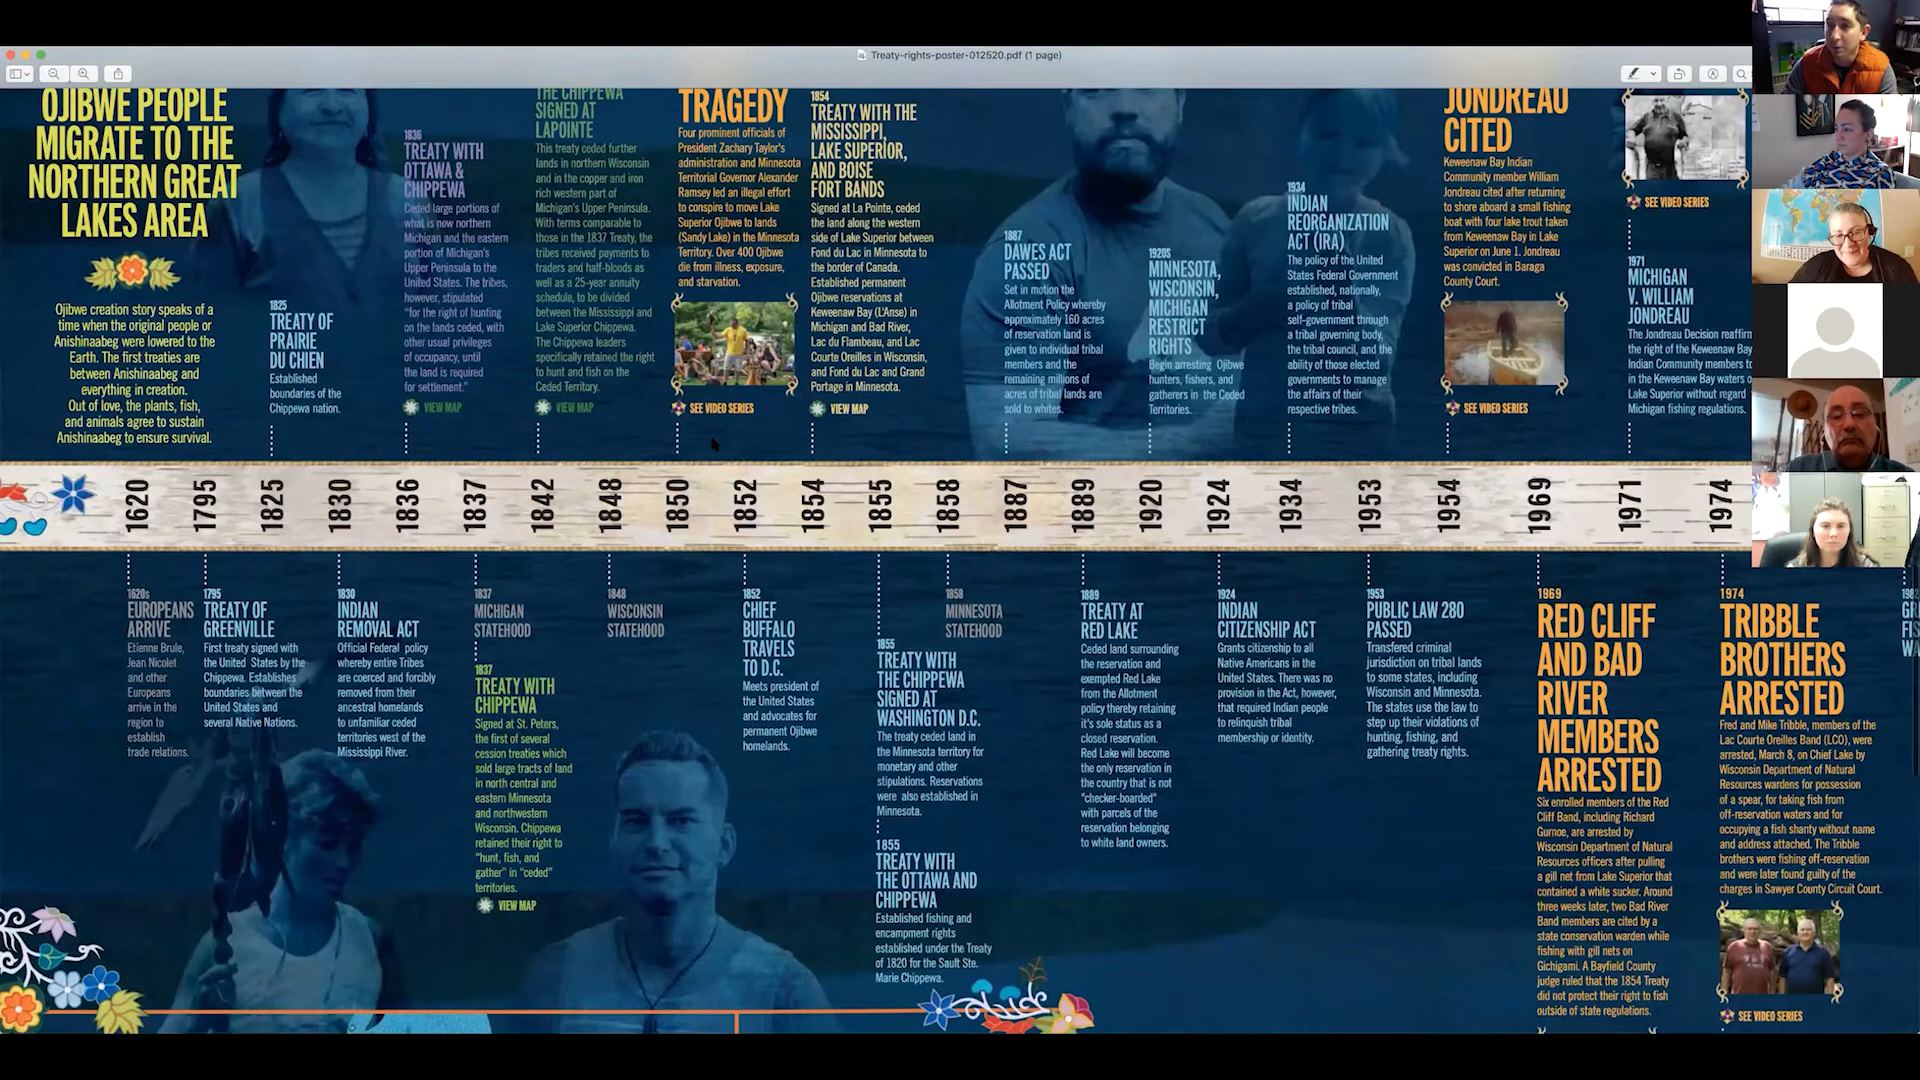 Treaty-rights-poster-012520.pdf (1 page)
OJIBWE PEOPLE
MIGRATE TO THE
NORTHERN GREAT
LAKES AREA
Ojibwe creation story speaks of a
time when the original people or
Anishinaabeg were lowered to the
Earth. The first treaties are
between Anishinaabeg and
everything in creation.
Out of love, the plants, fish,
and animals agree to sustain
Anishinaabeg to ensure survival.
1825
TREATY OF
PRAIRIE
DU CHIEN
Established
boundaries of the
Chippewa nation.
1836
TREATY WITH
OTTAWA &
CHIPPEWA
Ceded large portions of
what is now northern
Michigan and the eastern
portion of Michigan's
Upper Peninsula to the
United States. The tribes,
however, stipulated
"for the right of hunting
on the lands ceded, with
other usual privileges
of occupancy, until
the land is required
for settlement."
VIEW MAP
THE CHIPPEWA
SIGNED AT
LAPOINTE
This treaty ceded further
lands in northern Wisconsin
and in the copper and iron
rich western part of
Michigan's Upper Peninsula.
With terms comparable to
those in the 1837 Treaty, the
tribes received payments to
traders and half-bloods as
well as a 25-year annuity
schedule, to be divided
between the Mississippi and
Lake Superior Chippewa.
The Chippewa leaders
specifically retained the right
to hunt and fish on the
Ceded Territory.
VIEW MAP
TRAGEDY
Four prominent officials of
President Zachary Taylor's
administration and Minnesota
Territorial Governor Alexander
Ramsey led an illegal effort
to conspire to move Lake
Superior Ojibwe to lands
(Sandy Lake) in the Minnesota
Territory. Over 400 Ojibwe
die from illness, exposure,
and starvation.
SEE VIDEO SERIES
1854
TREATY WITH THE
MISSISSIPPI,
LAKE SUPERIOR,
AND BOISE
FORT BANDS
Signed at La Pointe, ceded
the land along the western
side of Lake Superior between
Fond du Lac in Minnesota to
the border of Canada.
Established permanent
Ojibwe reservations at
Keweenaw Bay (L'Anse) in
Michigan and Bad River,
Lac du Flambeau, and Lac
Courte Oreilles in Wisconsin,
and Fond du Lac and Grand
Portage in Minnesota.
VIEW MAP
1887
DAWES ACT
PASSED
Set in motion the
Allotment Policy whereby
approximately 160 acres
of reservation land is
given to individual tribal
members and the
remaining millions of
acres of tribal lands are
sold to whites.
1920S
MINNESOTA,
WISCONSIN,
MICHIGAN
RESTRICT
RIGHTS
Begin arresting Ojibwe
hunters, fishers, and
gatherers in the Ceded
Territories.
1934
INDIAN
REORGANIZATION
ACT (IRA)
The policy of the United
States Federal Government
established, nationally,
a policy of tribal
self-government through
a tribal governing body,
the tribal council, and the
ability of those elected
governments to manage
the affairs of their
respective tribes.
JONDREAU
CITED
Keweenaw Bay Indian
Community member William
Jondreau cited after returning
to shore aboard a small fishing
boat with four lake trout taken
from Keweenaw Bay in Lake
Superior on June 1. Jondreau
was convicted in Baraga
County Court.
SEE VIDEO SERIES
SEE VIDEO SERIES
1971
MICHIGAN
V. WILLIAM
JONDREAU
The Jondreau Decision reaffirm
the right of the Keweenaw Bay
Indian Community members to
in the Keweenaw Bay waters o
Lake Superior without regard
Michigan fishing regulations.
1620
1795
1825
1830
1836
1837
1842
1848
1850
1852
1854
1855
1858
1887
1889
1920
1924
1934
1953
1954
1969
1971
1974
1620s
EUROPEANS
ARRIVE
Etienne Brule,
Jean Nicolet
and other
Europeans
arrive in the
region to
establish
trade relations.
1795
TREATY OF
GREENVILLE
First treaty signed with
the United States by the
Chippewa. Establishes
boundaries between the
United States and
several Native Nations.
1830
INDIAN
REMOVAL ACT
Official Federal policy
whereby entire Tribes
are coerced and forcibly
removed from their
ancestral homelands
to unfamiliar ceded
territories west of the
Mississippi River.
1837
MICHIGAN
STATEHOOD
1837
TREATY WITH
CHIPPEWA
Signed at St. Peters,
the first of several
cession treaties which
sold large tracts of land
in north central and
eastern Minnesota
and northwestern
Wisconsin. Chippewa
retained their right to
"hunt, fish, and
gather" in "ceded"
territories.
VIEW MAP
1848
WISCONSIN
STATEHOOD
1852
CHIEF
BUFFALO
TRAVELS
TO D.C.
Meets president of
the United States
and advocates for
permanent Ojibwe
homelands.
1855
TREATY WITH
THE CHIPPEWA
SIGNED AT
WASHINGTON D.C.
The treaty ceded land in
the Minnesota territory for
monetary and other
stipulations. Reservations
were also established in
Minnesota.
1855
TREATY WITH
THE OTTAWA AND
CHIPPEWA
Established fishing and
encampment rights
established under the Treaty
of 1820 for the Sault Ste.
Marie Chippewa.
1858
MINNESOTA
STATEHOOD
1889
TREATY AT
RED LAKE
Ceded land surrounding
the reservation and
exempted Red Lake
from the Allotment
policy thereby retaining
it's sole status as a
closed reservation.
Red Lake will become
the only reservation in
the country that is not
"checker-boarded"
with parcels of the
reservation belonging
to white land owners.
1924
INDIAN
CITIZENSHIP ACT
Grants citizenship to all
Native Americans in the
United States. There was no
provision in the Act, however,
that required Indian people
to relinquish tribal
membership or identity.
1953
PUBLIC LAW 280
PASSED
Transfered criminal
jurisdiction on tribal lands
to some states, including
Wisconsin and Minnesota.
The states use the law to
step up their violations of
hunting, fishing, and
gathering treaty rights.
1969
RED CLIFF
AND BAD
RIVER
MEMBERS
ARRESTED
Six enrolled members of the Red
Cliff Band, including Richard
Gurnoe, are arrested by
Wisconsin Department of Natural
Resources officers after pulling
a gill net from Lake Superior that
contained a white sucker. Around
three weeks later, two Bad River
Band members are cited by a
state conservation warden while
fishing with gill nets on
Gichigami. A Bayfield County
judge ruled that the 1854 Treaty
did not protect their right to fish
outside of state regulations.
1974
TRIBBLE
BROTHERS
ARRESTED
Fred and Mike Tribble, members of the
Lac Courte Oreilles Band (LCO), were
arrested, March 8, on Chief Lake by
Wisconsin Department of Natural
Resources wardens for possession
of a spear, for taking fish from
off-reservation waters and for
occupying a fish shanty without name
and address attached. The Tribble
brothers were fishing off-reservation
and were later found guilty of the
charges in Sawyer County Circuit Court.
SEE VIDEO SERIES